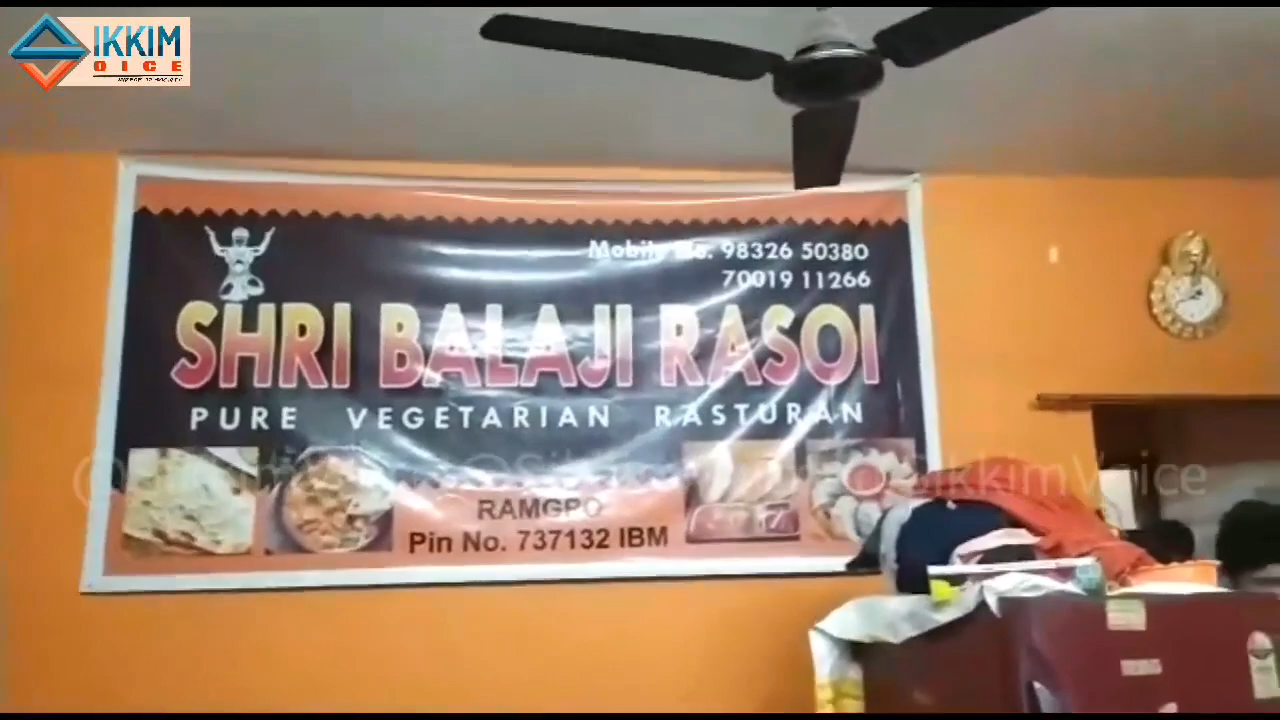 IKKIM
OICE
Mobile No. 98326 50380
70019 11266
SHRI BALAJI RASOI
PURE VEGETARIAN RASTURAN
RAMGPO
Pin No. 737132 IBM
@SikkimVoice